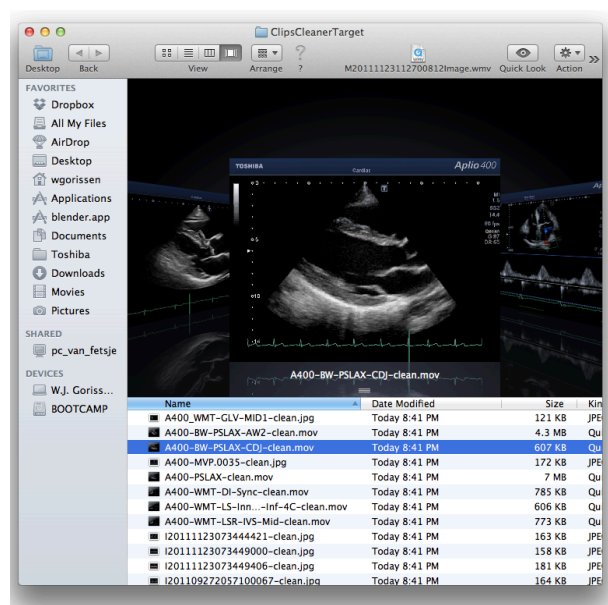 ClipsCleanerTarget
Desktop Back View Arrange ? M20111123112700812Image.wmv Quick Look Action »
FAVORITES
Dropbox
All My Files
AirDrop
Desktop
wgorissen
Applications
blender.app
Documents
Toshiba
Downloads
Movies
Pictures
SHARED
pc_van_fetsje
DEVICES
W.J. Goriss...
BOOTCAMP
TOSHIBA Cardiac Aplio 400
A400-BW-PSLAX-CDJ-clean.mov
Name Date Modified Size Kin
A400_WMT-GLV-MID1-clean.jpg Today 8:41 PM 121 KB JPE
A400-BW-PSLAX-AW2-clean.mov Today 8:41 PM 4.3 MB Qu
A400-BW-PSLAX-CDJ-clean.mov Today 8:41 PM 607 KB Qu
A400-MVP.0035-clean.jpg Today 8:41 PM 172 KB JPE
A400-PSLAX-clean.mov Today 8:41 PM 7 MB Qu
A400-WMT-DI-Sync-clean.mov Today 8:41 PM 785 KB Qu
A400-WMT-LS-Inn...-Inf-4C-clean.mov Today 8:41 PM 606 KB Qu
A400-WMT-LSR-IVS-Mid-clean.mov Today 8:41 PM 773 KB Qu
I20111123073444421-clean.jpg Today 8:41 PM 163 KB JPE
I20111123073449000-clean.jpg Today 8:41 PM 158 KB JPE
I20111123073449406-clean.jpg Today 8:41 PM 181 KB JPE
I201109272057100067-clean.jpg Today 8:41 PM 164 KB JPE